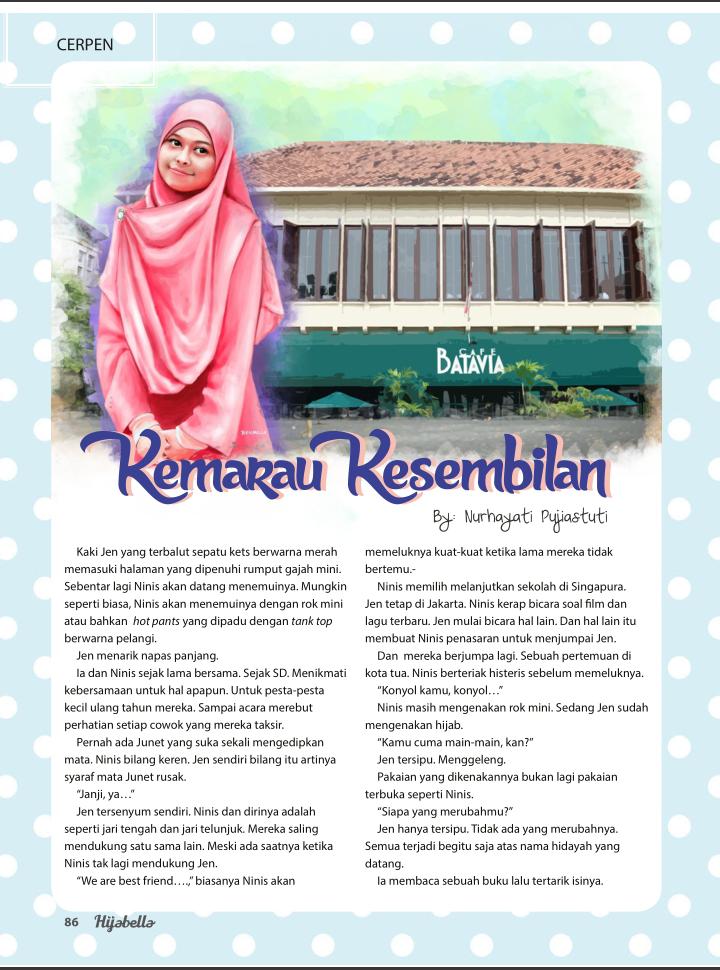 CERPEN
CAFE
BATAVIA
Kemarau Kesembilan
By: Nurhayati Pujiastuti
Kaki Jen yang terbalut sepatu kets berwarna merah
memasuki halaman yang dipenuhi rumput gajah mini.
Sebentar lagi Ninis akan datang menemuinya. Mungkin
seperti biasa, Ninis akan menemuinya dengan rok mini
atau bahkan hot pants yang dipadu dengan tank top
berwarna pelangi.
Jen menarik napas panjang.
Ia dan Ninis sejak lama bersama. Sejak SD. Menikmati
kebersamaan untuk hal apapun. Untuk pesta-pesta
kecil ulang tahun mereka. Sampai acara merebut
perhatian setiap cowok yang mereka taksir.
Pernah ada Junet yang suka sekali mengedipkan
mata. Ninis bilang keren. Jen sendiri bilang itu artinya
syaraf mata Junet rusak.
“Janji, ya…”
Jen tersenyum sendiri. Ninis dan dirinya adalah
seperti jari tengah dan jari telunjuk. Mereka saling
mendukung satu sama lain. Meski ada saatnya ketika
Ninis tak lagi mendukung Jen.
“We are best friend….,” biasanya Ninis akan
memeluknya kuat-kuat ketika lama mereka tidak
bertemu.-
Ninis memilih melanjutkan sekolah di Singapura.
Jen tetap di Jakarta. Ninis kerap bicara soal film dan
lagu terbaru. Jen mulai bicara hal lain. Dan hal lain itu
membuat Ninis penasaran untuk menjumpai Jen.
Dan mereka berjumpa lagi. Sebuah pertemuan di
kota tua. Ninis berteriak histeris sebelum memeluknya.
“Konyol kamu, konyol…”
Ninis masih mengenakan rok mini. Sedang Jen sudah
mengenakan hijab.
“Kamu cuma main-main, kan?”
Jen tersipu. Menggeleng.
Pakaian yang dikenakannya bukan lagi pakaian
terbuka seperti Ninis.
“Siapa yang merubahmu?”
Jen hanya tersipu. Tidak ada yang merubahnya.
Semua terjadi begitu saja atas nama hidayah yang
datang.
Ia membaca sebuah buku lalu tertarik isinya.
86 Hijabella